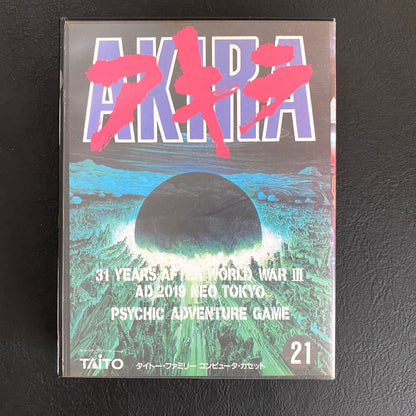 AKIRA
アキラ
31 YEARS AFTER WORLD WAR III
AD 2019 NEO TOKYO
PSYCHIC ADVENTURE GAME
TAITO
タイトー・ファミリー コンピュータ・カセット
21